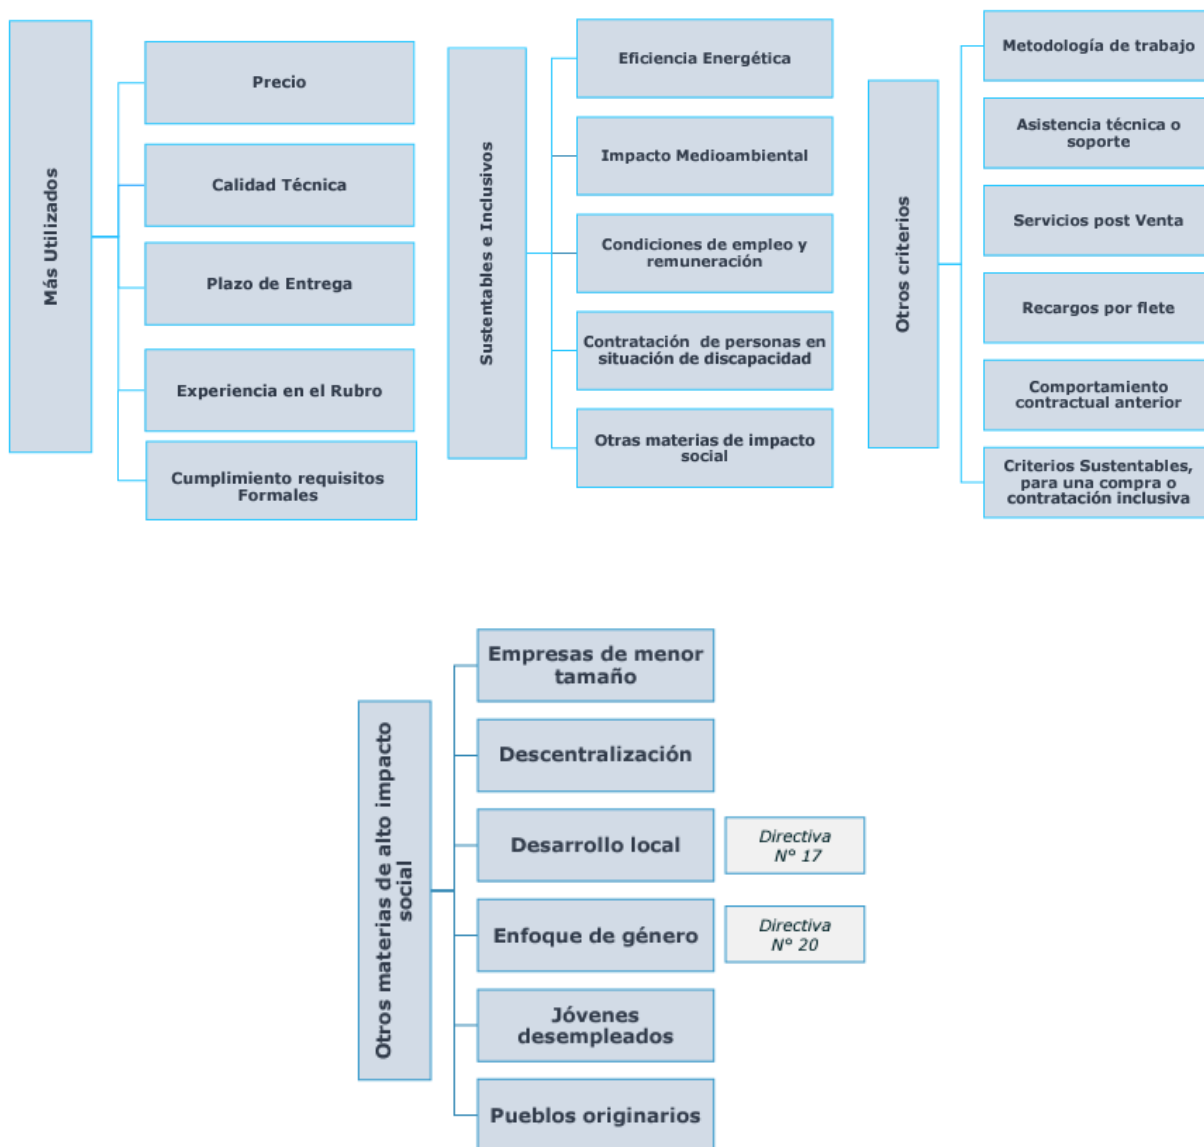 Más Utilizados
Precio
Calidad Técnica
Plazo de Entrega
Experiencia en el Rubro
Cumplimiento requisitos
Formales
Sustentables e Inclusivos
Eficiencia Energética
Impacto Medioambiental
Condiciones de empleo y
remuneración
Contratación de personas en
situación de discapacidad
Otras materias de impacto
social
Otros criterios
Metodología de trabajo
Asistencia técnica o
soporte
Servicios post Venta
Recargos por flete
Comportamiento
contractual anterior
Criterios Sustentables,
para una compra o
contratación inclusiva
Otros materias de alto impacto
social
Empresas de menor
tamaño
Descentralización
Desarrollo local
Directiva
N° 17
Enfoque de género
Directiva
N° 20
Jóvenes
desempleados
Pueblos originarios